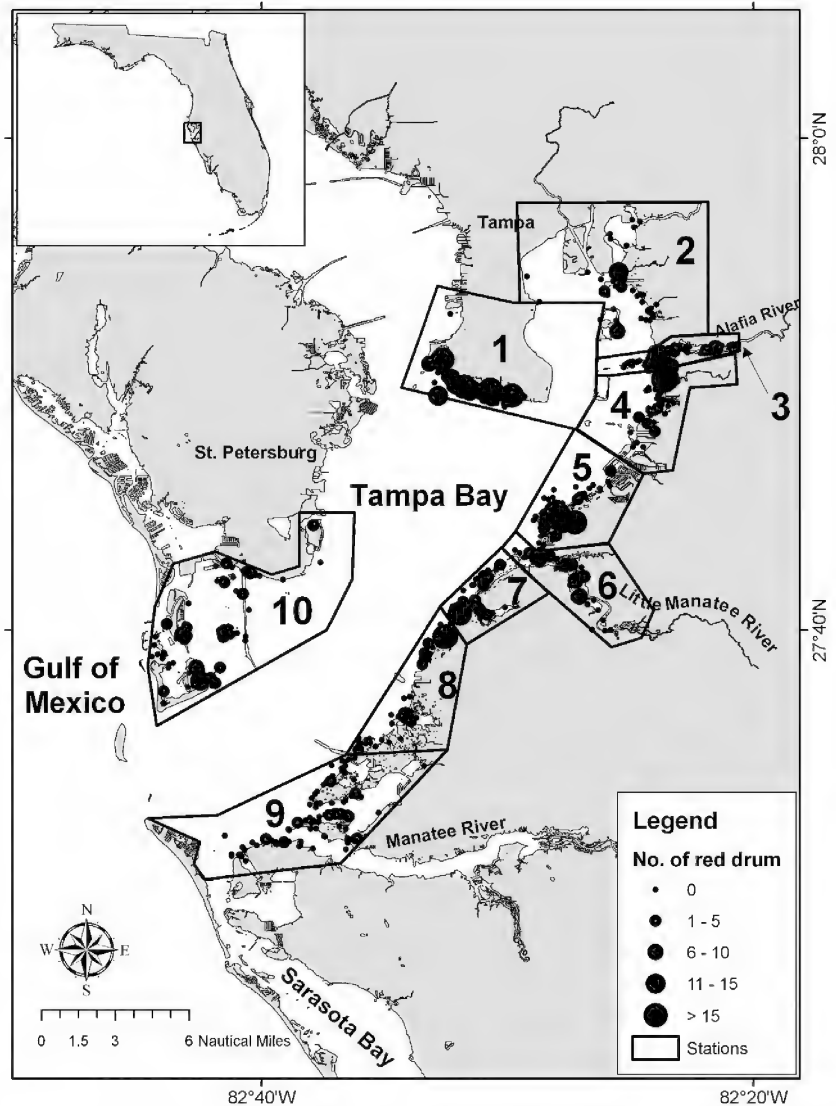 28°0'N
Tampa
2
Alafia River
1
3
4
St. Petersburg
5
Tampa Bay
6
7
Little Manatee River
10
27°40'N
Gulf of
Mexico
8
9
Manatee River
Legend
No. of red drum
0
1 - 5
6 - 10
11 - 15
> 15
Stations
N
W E
S
Sarasota Bay
0 1.5 3 6 Nautical Miles
82°40'W 82°20'W